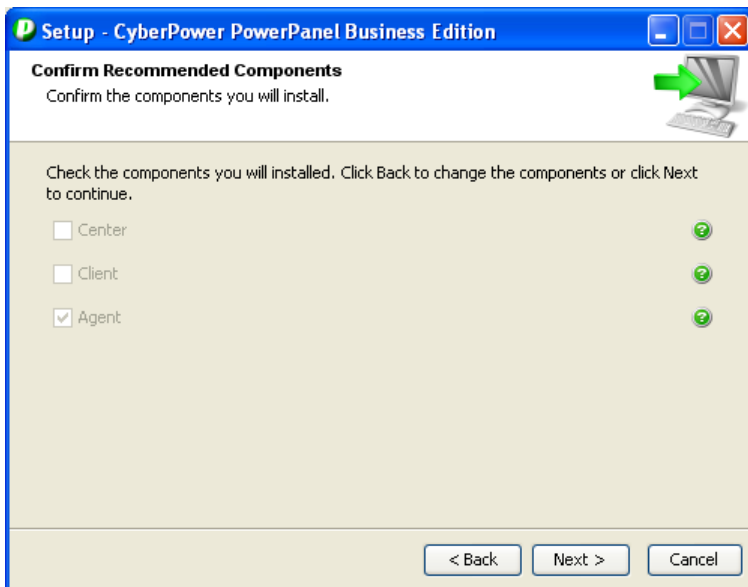 Setup - CyberPower PowerPanel Business Edition
Confirm Recommended Components
Confirm the components you will install.
Check the components you will installed. Click Back to change the components or click Next
to continue.
Center
Client
Agent
< Back Next > Cancel